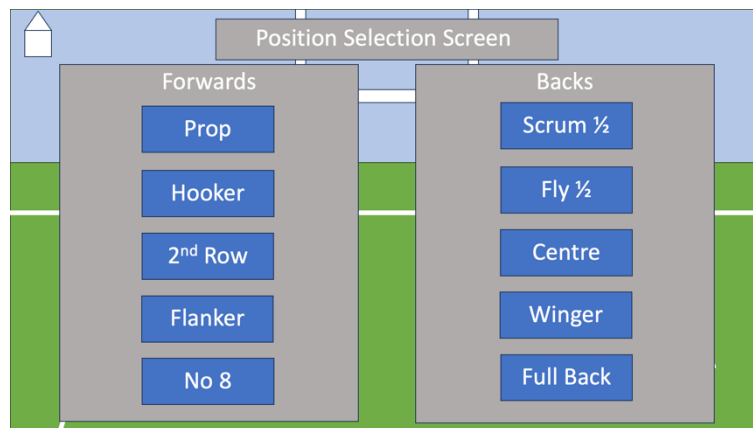 Position Selection Screen
Forwards
Prop
Hooker
2nd Row
Flanker
No 8
Backs
Scrum ½
Fly ½
Centre
Winger
Full Back